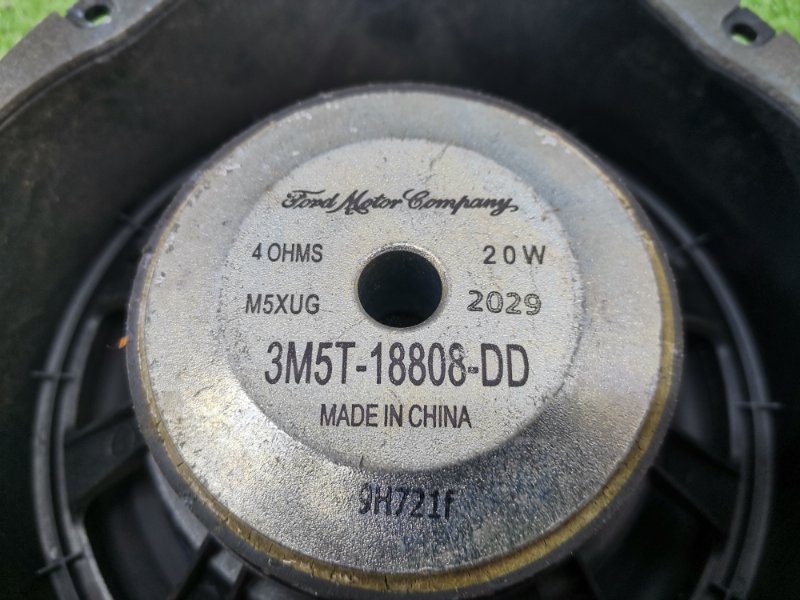 Ford Motor Company
4 OHMS 20W
M5XUG 2029
3M5T-18808-DD
MADE IN CHINA
9H721f